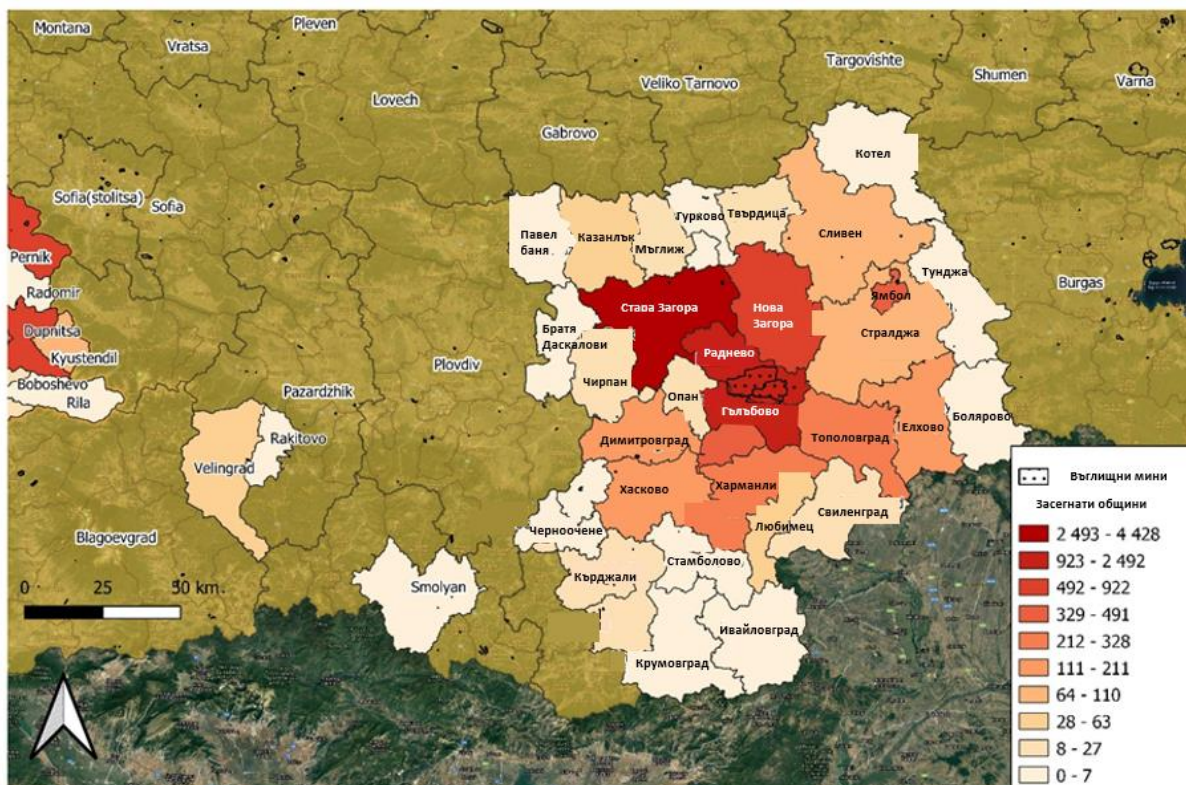 Montana
Pleven
Vratsa
Targovishte
Shumen
Varna
Veliko Tarnovo
Lovech
Gabrovo
Котел
Sofia(stolitsa)
Sofia
Гурково
Твърдица
Павел
баня
Казанлък
Мъглиж
Сливен
Pernik
Тунджа
Burgas
Radomir
Ямбол
Стара Загора
Нова
Загора
Dupnitsa
Братя
Даскалови
Стралджа
Kyustendil
Раднево
Plovdiv
Boboshevo
Чирпан
Pazardzhik
Опан
Rila
Гълъбово
Болярово
Rakitovo
Димитровград
Тополовград
Елхово
Velingrad
Хасково
Харманли
Свиленград
Любимец
Черноочене
Blagoevgrad
Стамболово
Кърджали
0 25 50 km.
Smolyan
Ивайловград
Крумовград
Въглищни мини
Засегнати общини
2 493 - 4 428
923 - 2 492
492 - 922
329 - 491
212 - 328
111 - 211
64 - 110
28 - 63
8 - 27
0 - 7